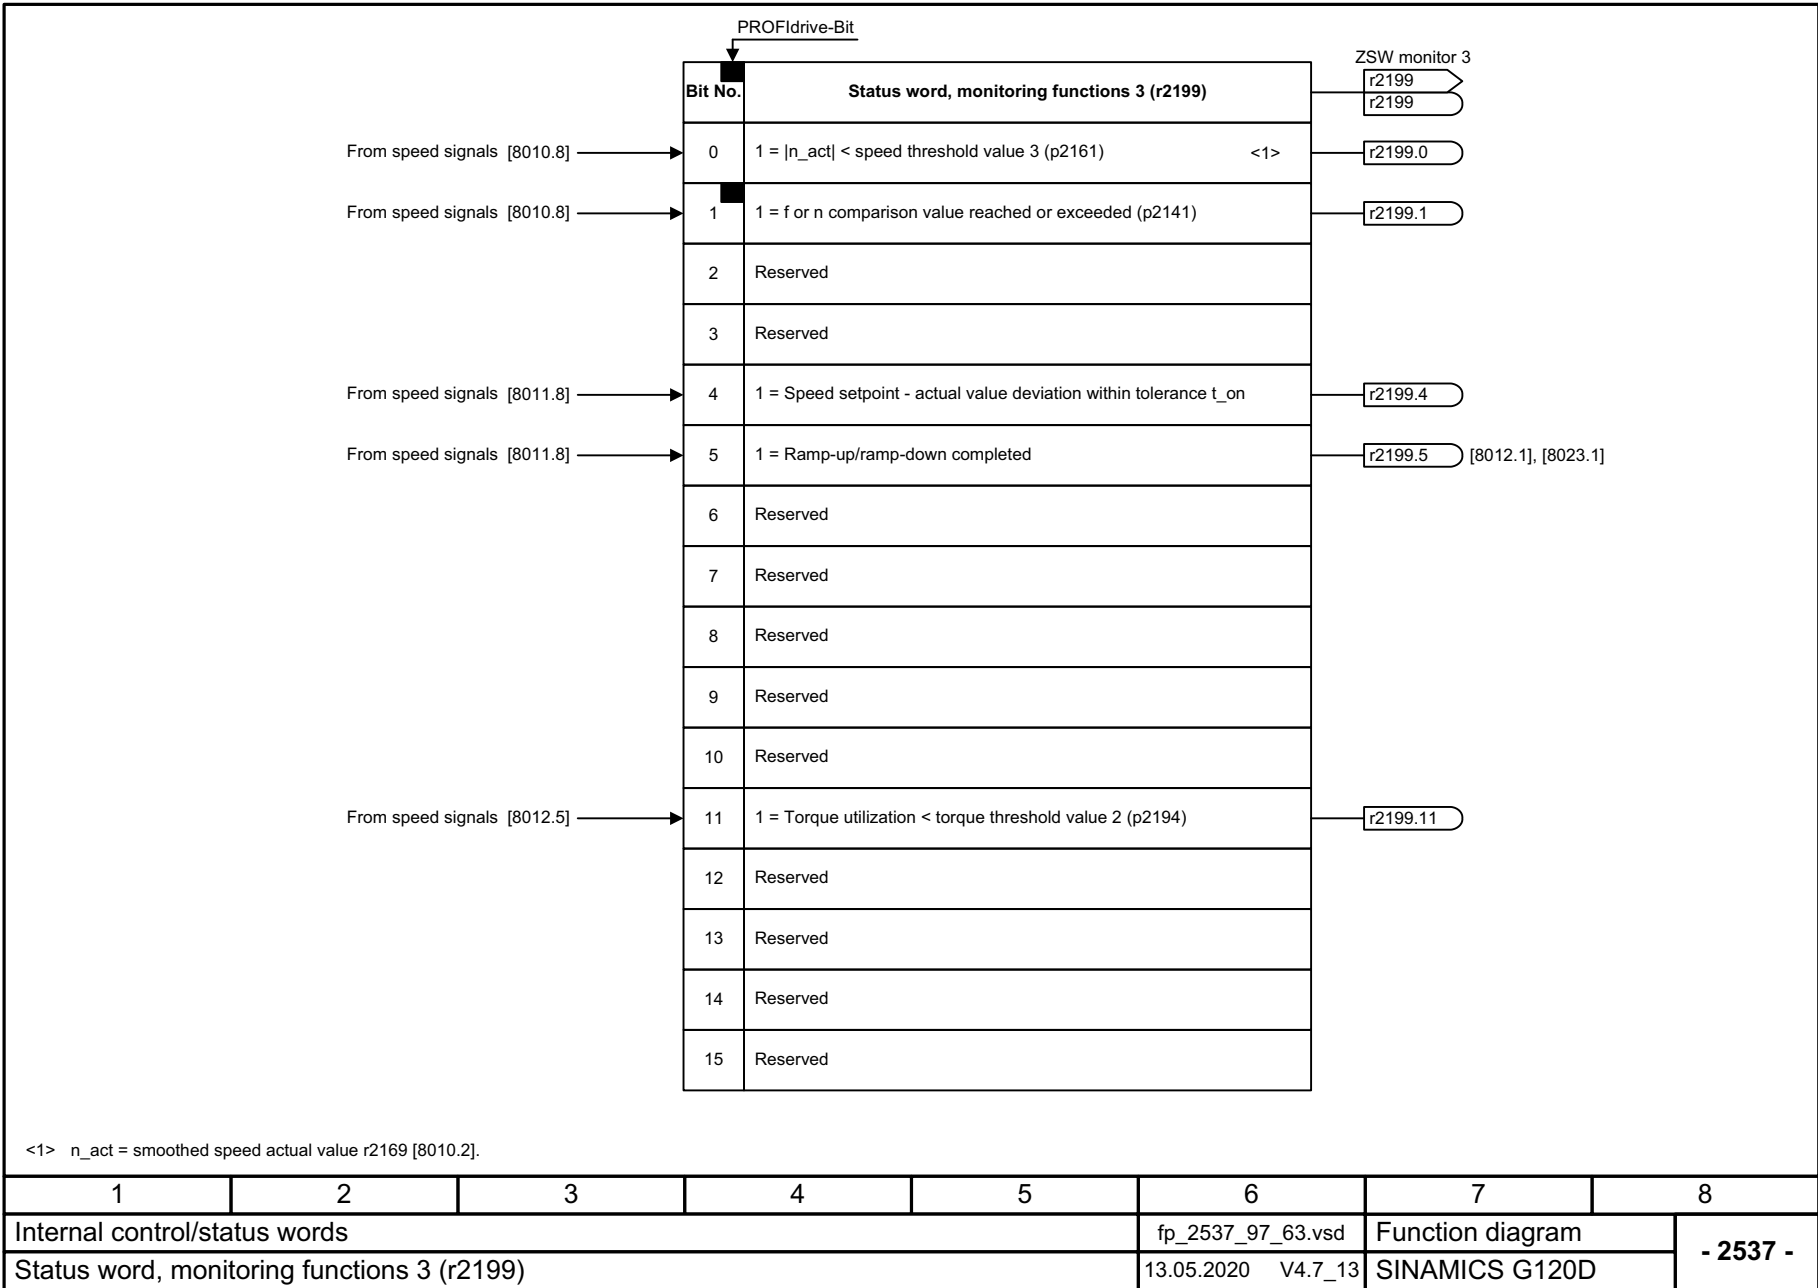 PROFIdrive-Bit
ZSW monitor 3
Bit No. Status word, monitoring functions 3 (r2199) r2199
r2199
From speed signals [8010.8] 0 1 = |n_act| < speed threshold value 3 (p2161) <1> r2199.0
From speed signals [8010.8] 1 1 = f or n comparison value reached or exceeded (p2141) r2199.1
2 Reserved
3 Reserved
From speed signals [8011.8] 4 1 = Speed setpoint - actual value deviation within tolerance t_on r2199.4
From speed signals [8011.8] 5 1 = Ramp-up/ramp-down completed r2199.5 [8012.1], [8023.1]
6 Reserved
7 Reserved
8 Reserved
9 Reserved
10 Reserved
From speed signals [8012.5] 11 1 = Torque utilization < torque threshold value 2 (p2194) r2199.11
12 Reserved
13 Reserved
14 Reserved
15 Reserved
<1> n_act = smoothed speed actual value r2169 [8010.2].
1 2 3 4 5 6 7 8
Internal control/status words fp_2537_97_63.vsd Function diagram - 2537 -
Status word, monitoring functions 3 (r2199) 13.05.2020 V4.7_13 SINAMICS G120D